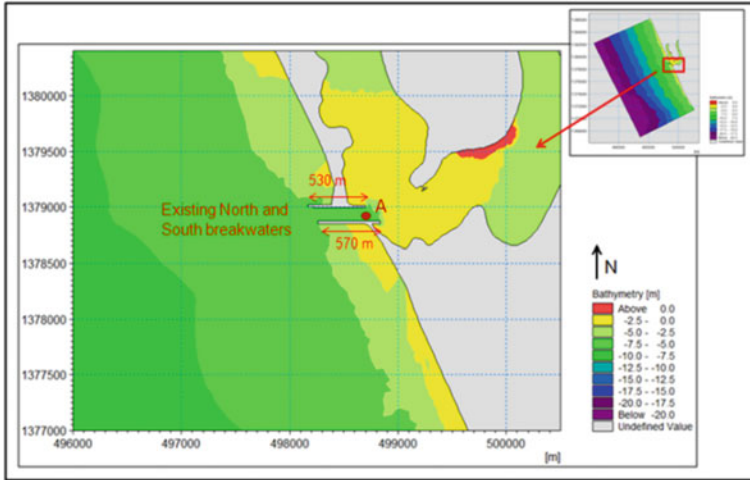 1380000
1379500
1379000
1378500
1378000
1377500
1377000
496000 497000 498000 499000 500000
[m]
530 m
A
Existing North and
South breakwaters
570 m
N
Bathymetry [m]
Above 0.0
-2.5 - 0.0
-5.0 - -2.5
-7.5 - -5.0
-10.0 - -7.5
-12.5 - -10.0
-15.0 - -12.5
-17.5 - -15.0
-20.0 - -17.5
Below -20.0
Undefined Value